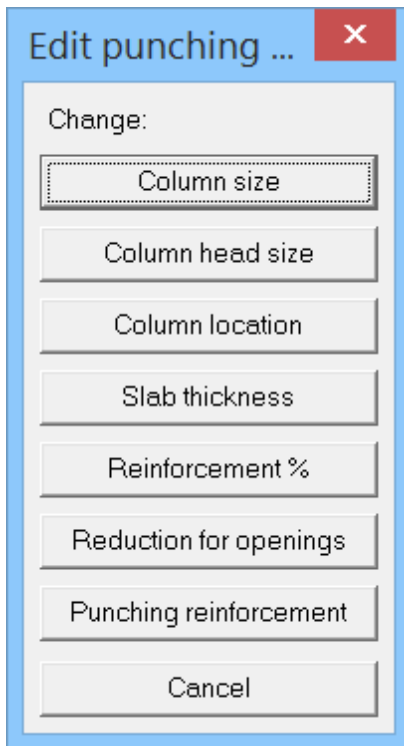 Edit punching ...
Change:
Column size
Column head size
Column location
Slab thickness
Reinforcement %
Reduction for openings
Punching reinforcement
Cancel